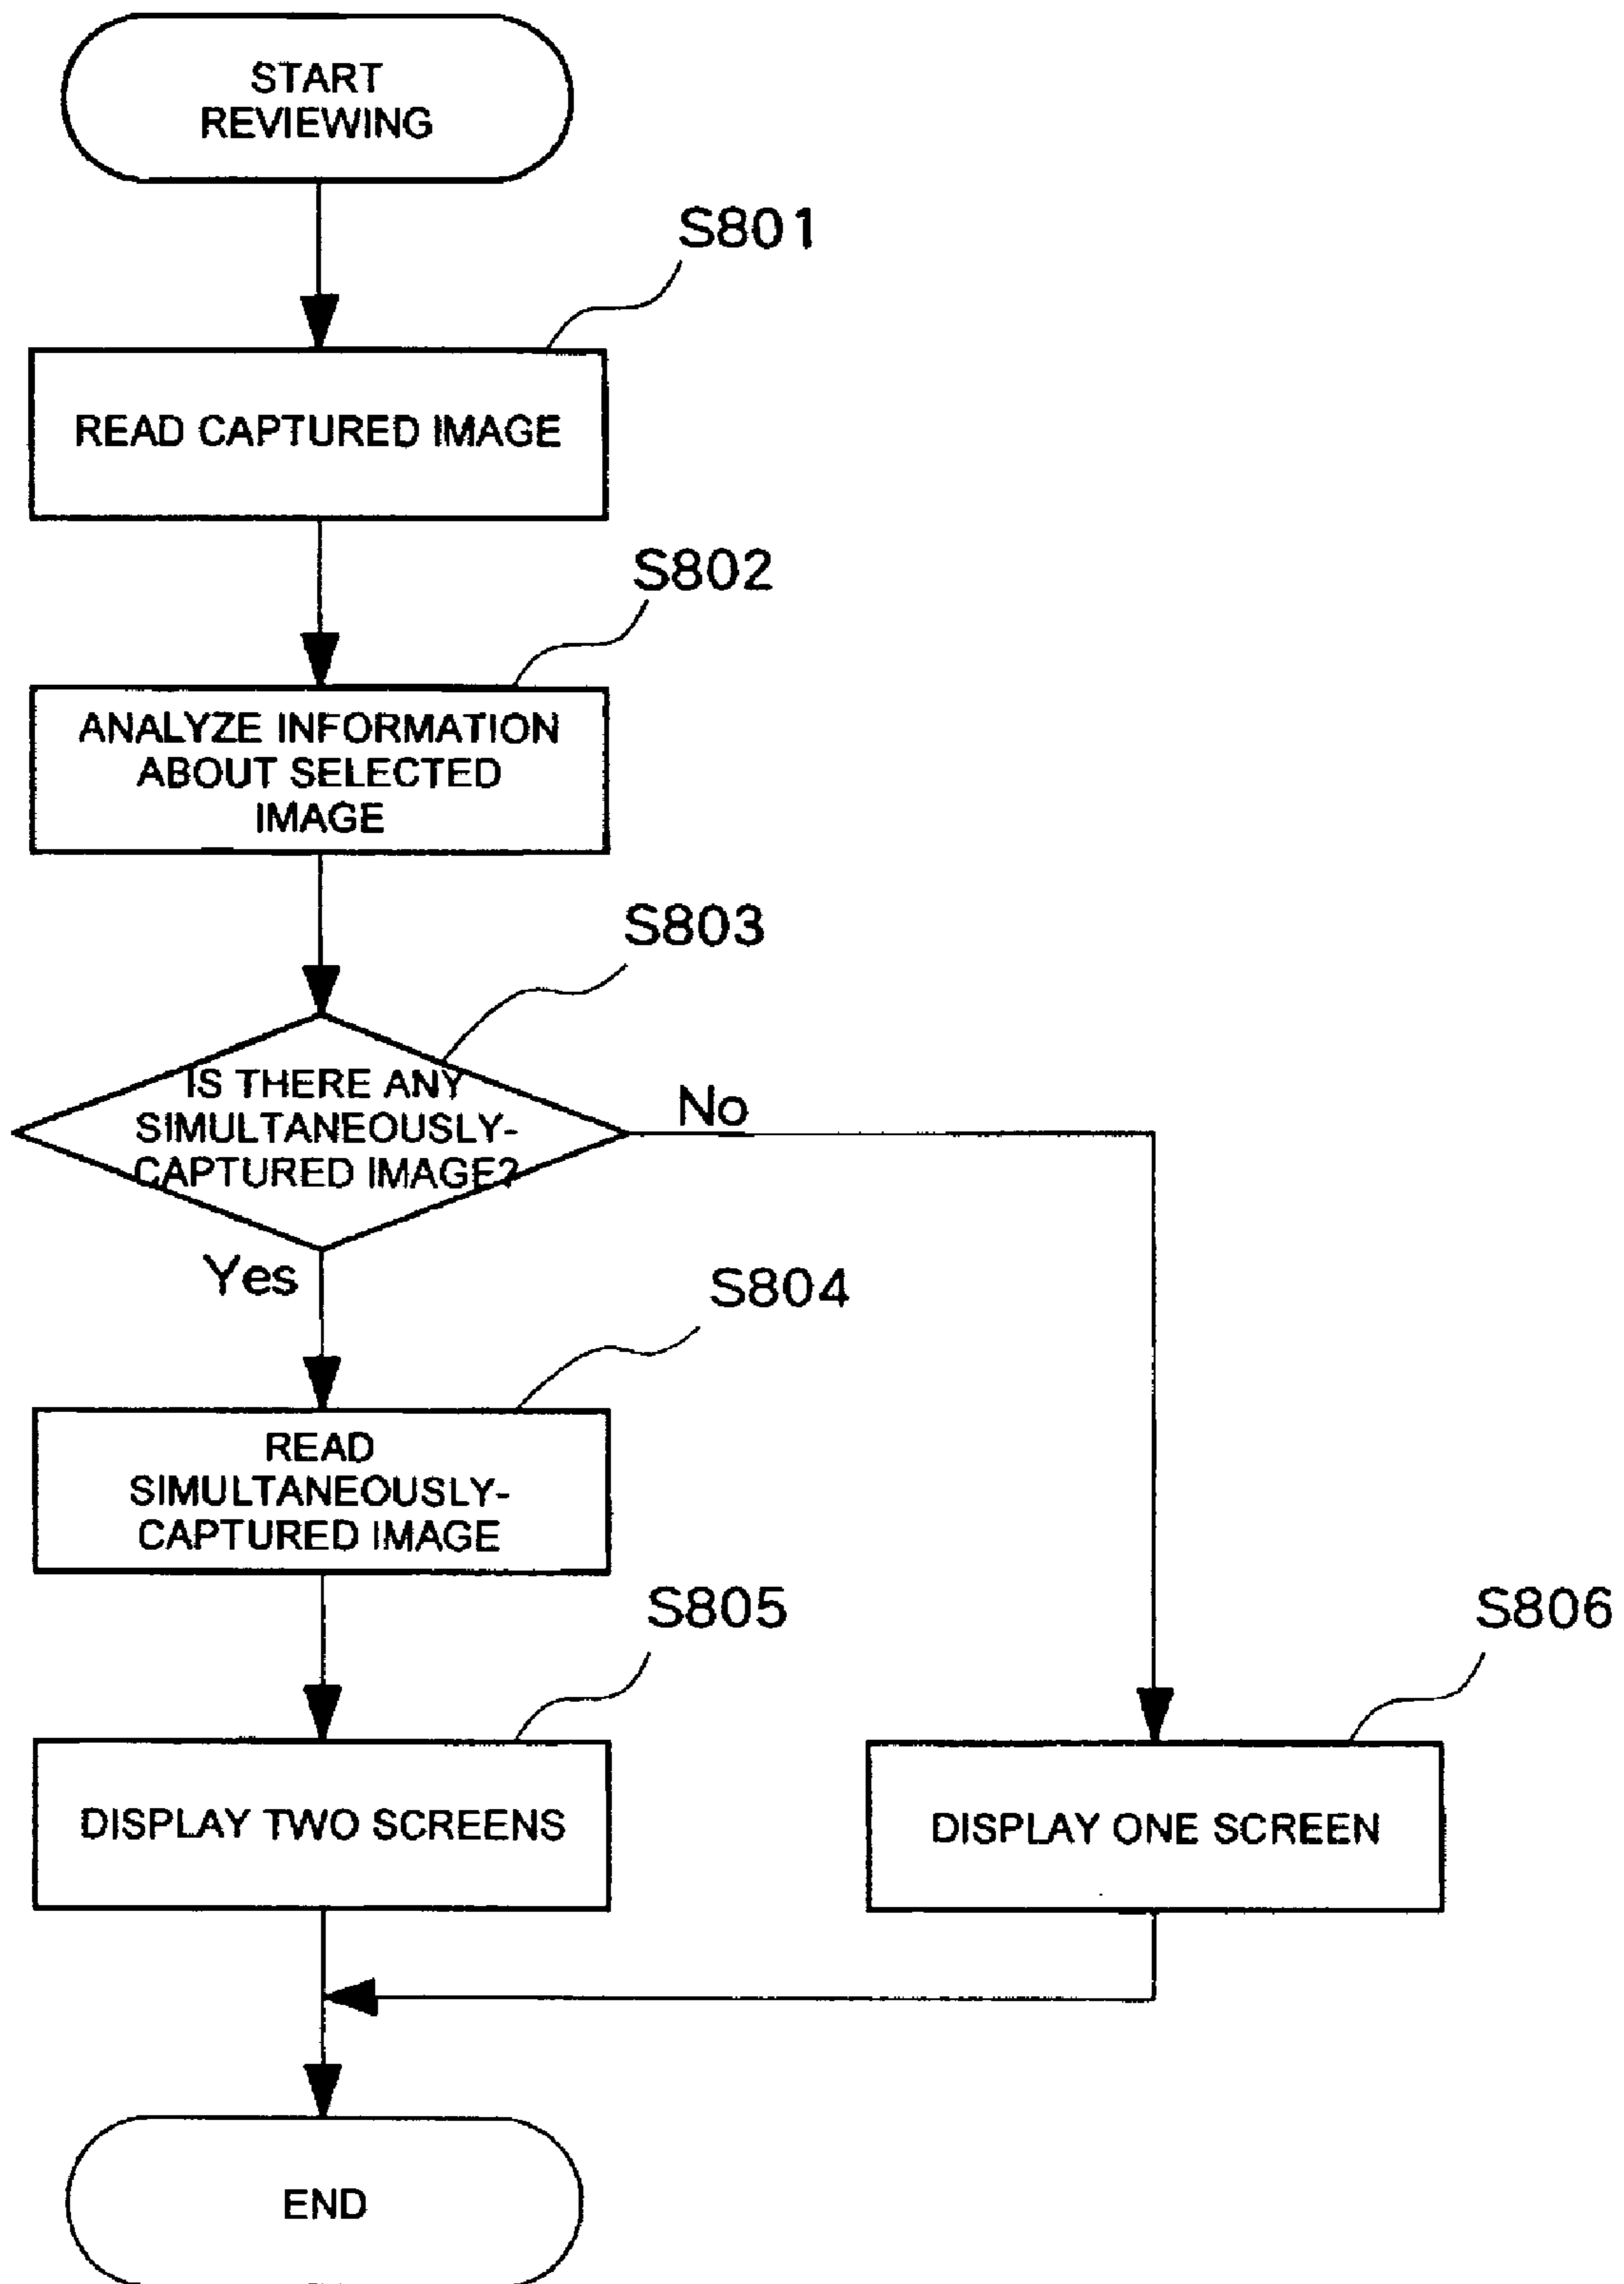 START
REVIEWING
S801
READ CAPTURED IMAGE
S802
ANALYZE INFORMATION
ABOUT SELECTED
IMAGE
S803
IS THERE ANY
SIMULTANEOUSLY-
CAPTURED IMAGE?
No
Yes
S804
READ
SIMULTANEOUSLY-
CAPTURED IMAGE
S805
S806
DISPLAY TWO SCREENS
DISPLAY ONE SCREEN
END